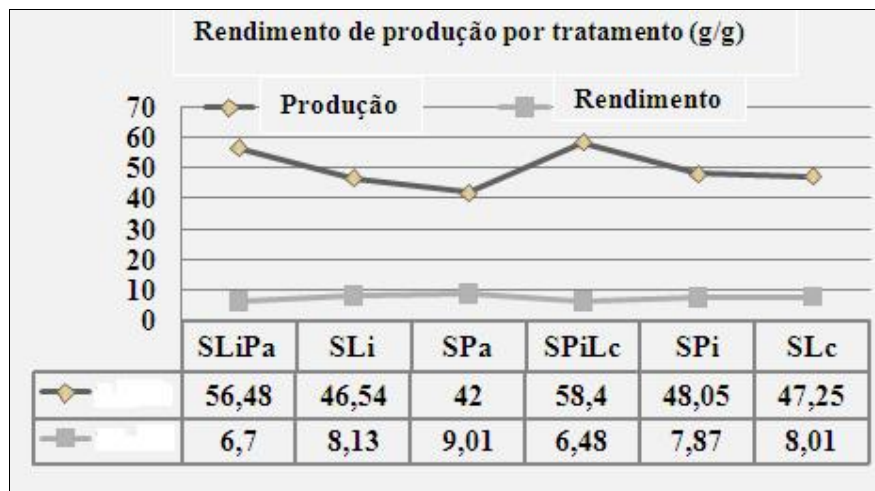 Rendimento de produção por tratamento (g/g)
Produção Rendimento
70
60
50
40
30
20
10
0
SLiPa SLi SPa SPiLc SPi SLc
56,48 46,54 42 58,4 48,05 47,25
6,7 8,13 9,01 6,48 7,87 8,01